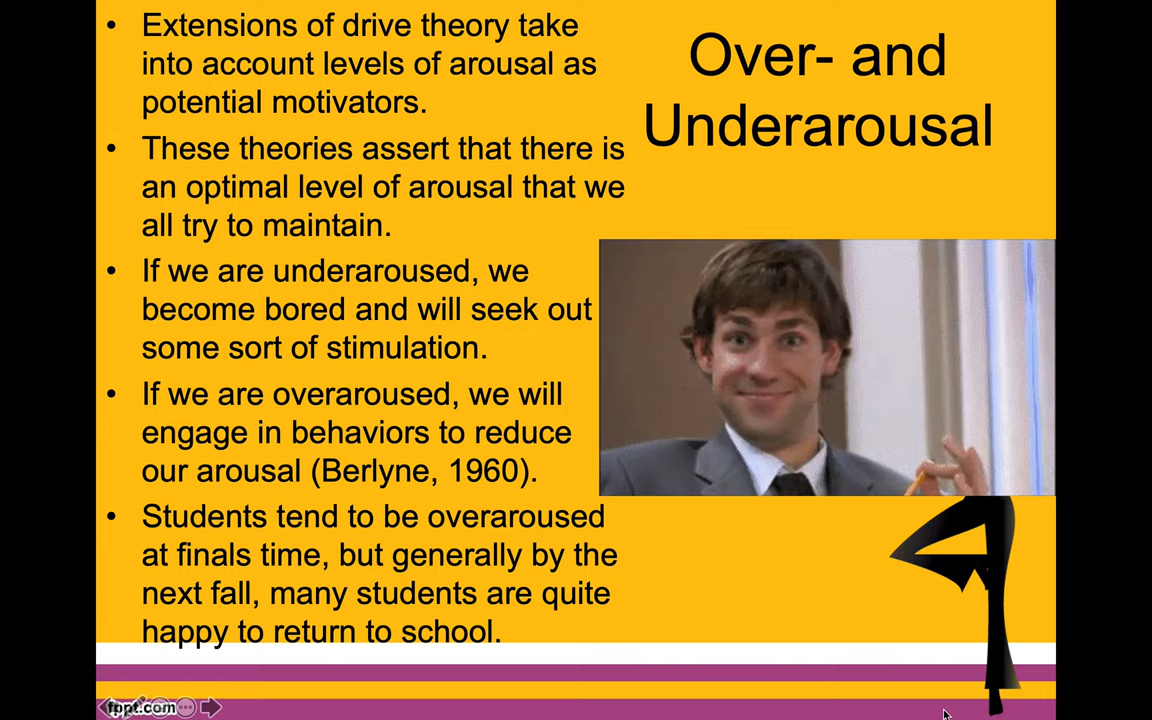 Over- and
Underarousal
• Extensions of drive theory take
into account levels of arousal as
potential motivators.
• These theories assert that there is
an optimal level of arousal that we
all try to maintain.
• If we are underaroused, we
become bored and will seek out
some sort of stimulation.
• If we are overaroused, we will
engage in behaviors to reduce
our arousal (Berlyne, 1960).
• Students tend to be overaroused
at finals time, but generally by the
next fall, many students are quite
happy to return to school.
fppt.com